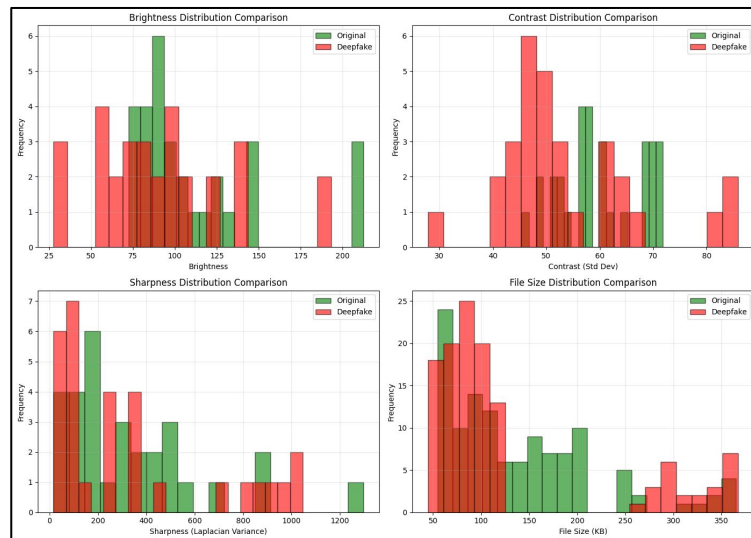 Brightness Distribution Comparison
Original
Deepfake
Frequency
6
5
4
3
2
1
0
25
50
75
100
125
150
175
200
Brightness
Contrast Distribution Comparison
Original
Deepfake
Frequency
6
5
4
3
2
1
0
30
40
50
60
70
80
Contrast (Std Dev)
Sharpness Distribution Comparison
Original
Deepfake
Frequency
7
6
5
4
3
2
1
0
0
200
400
600
800
1000
1200
Sharpness (Laplacian Variance)
File Size Distribution Comparison
Original
Deepfake
Frequency
25
20
15
10
5
0
50
100
150
200
250
300
350
File Size (KB)